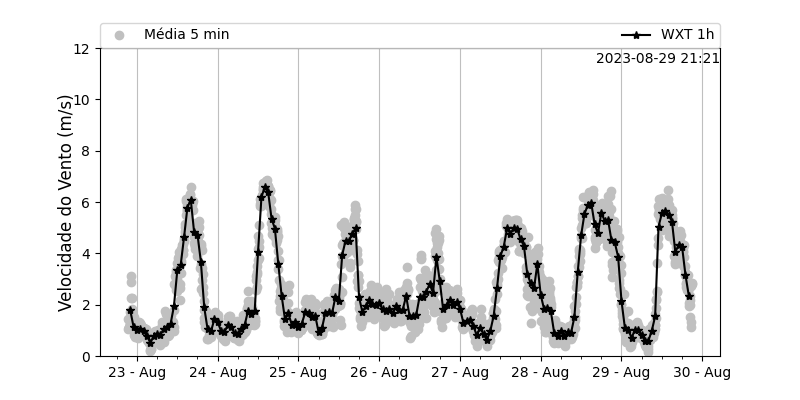 Média 5 min
WXT 1h
2023-08-29 21:21
Velocidade do Vento (m/s)
12
10
8
6
4
2
0
23 - Aug
24 - Aug
25 - Aug
26 - Aug
27 - Aug
28 - Aug
29 - Aug
30 - Aug